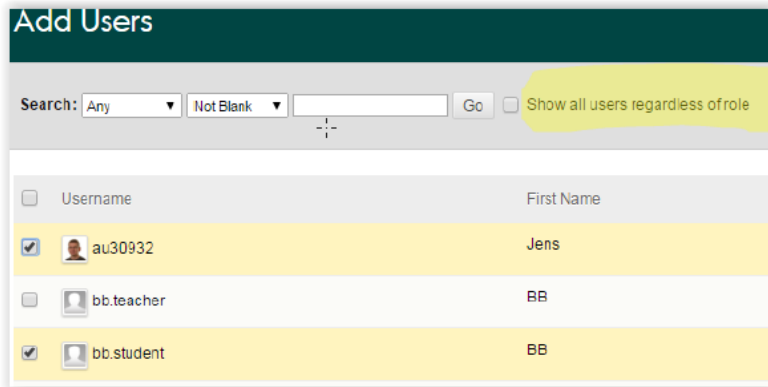 Add Users
Search: Any Not Blank Go Show all users regardless of role
Username First Name
au30932 Jens
bb.teacher BB
bb.student BB